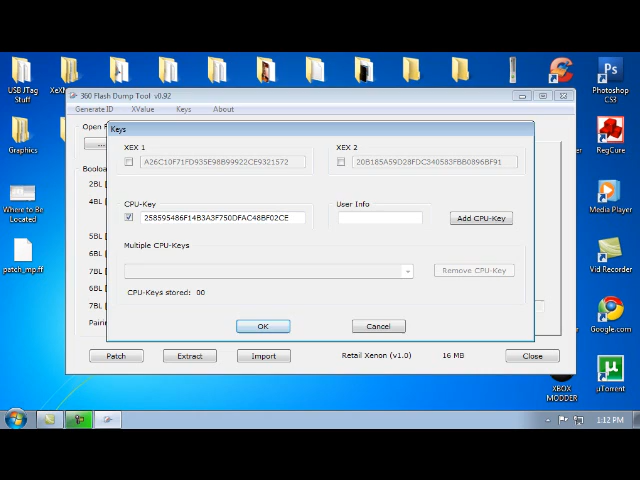 USB JTag
Stuff
XeXM
Graphics
Where to Be
Located
patch_mp.ff
360 Flash Dump Tool v0.92
Generate ID XValue Keys About
Open F
...
Bootloa
2BL [
4BL [
5BL [
6BL [
7BL [
6BL [
7BL [
Pairin
Keys
XEX 1
A26C10F71FD935E98B99922CE9321572
XEX 2
20B185A59D28FDC340583FBB0896BF91
CPU-Key
258595486F14B3A3F750DFAC48BF02CE
User Info
Add CPU-Key
Multiple CPU-Keys
Remove CPU-Key
CPU-Keys stored: 00
OK Cancel
Patch Extract Import Retail Xenon (v1.0) 16 MB Close
Photoshop
CS3
RegCure
Media Player
Vid Recorder
Google.com
XBOX
MODDER
µTorrent
1:12 PM